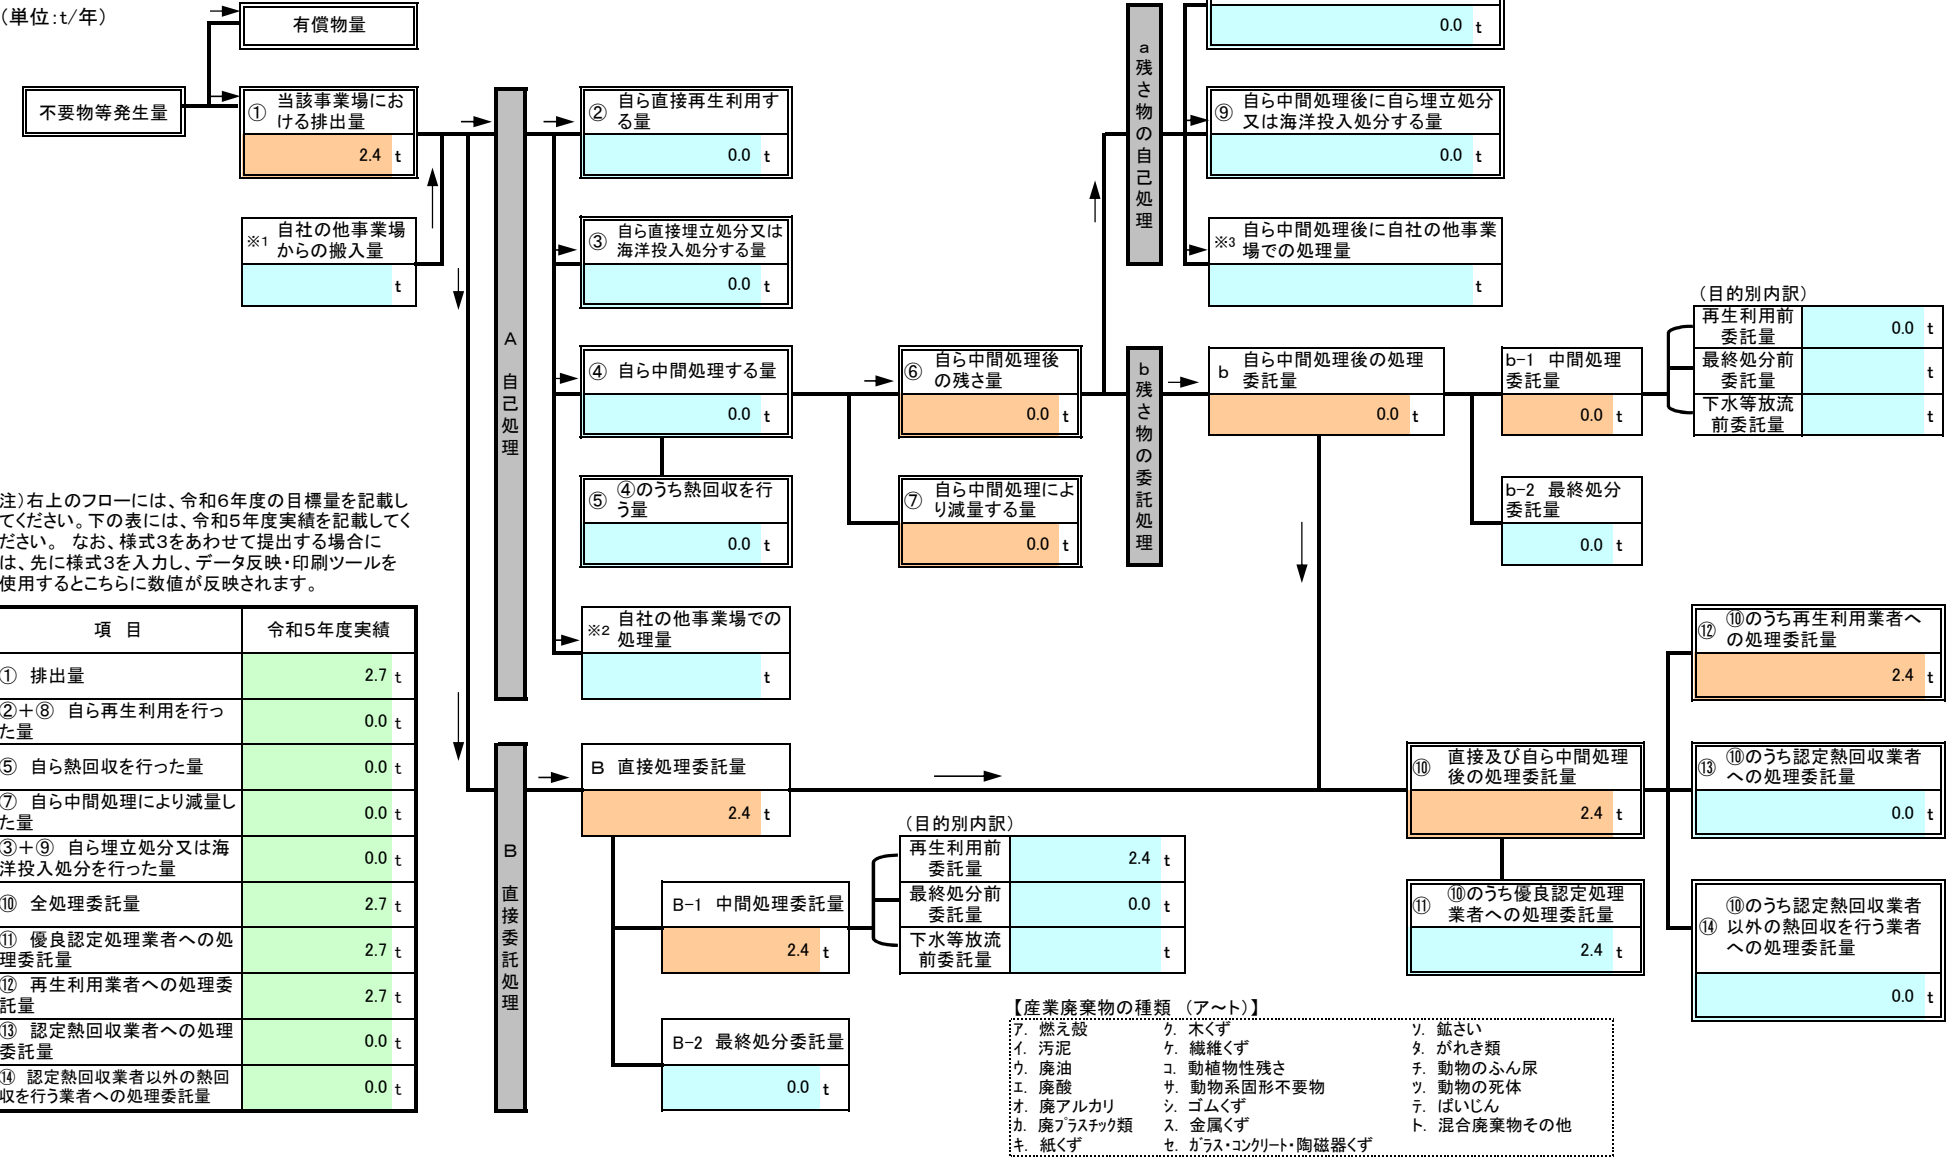 (単位:t/年)
有償物量
不要物等発生量
① 当該事業場にお
ける排出量
2.4 t
※1 自社の他事業場
からの搬入量
t
A 自己処理
② 自ら直接再生利用す
る量
0.0 t
③ 自ら直接埋立処分又は
海洋投入処分する量
0.0 t
④ 自ら中間処理する量
0.0 t
⑤ ④のうち熱回収を行
う量
0.0 t
※2 自社の他事業場での
処理量
t
⑥ 自ら中間処理後
の残さ量
0.0 t
⑦ 自ら中間処理によ
り減量する量
0.0 t
a 残さ物の自己処理
0.0 t
⑨ 自ら中間処理後に自ら埋立処分
又は海洋投入処分する量
0.0 t
※3 自ら中間処理後に自社の他事業
場での処理量
t
b 残さ物の委託処理
b 自ら中間処理後の処理
委託量
0.0 t
b-1 中間処理
委託量
0.0 t
(目的別内訳)
再生利用前
委託量
0.0 t
最終処分前
委託量
t
下水等放流
前委託量
t
b-2 最終処分
委託量
0.0 t
注)右上のフローには、令和6年度の目標量を記載し
てください。下の表には、令和5年度実績を記載してく
ださい。 なお、様式3をあわせて提出する場合に
は、先に様式3を入力し、データ反映・印刷ツールを
使用するとこちらに数値が反映されます。
項 目 令和5年度実績
① 排出量 2.7 t
②+⑧ 自ら再生利用を行っ
た量
0.0 t
⑤ 自ら熱回収を行った量 0.0 t
⑦ 自ら中間処理により減量し
た量
0.0 t
③+⑨ 自ら埋立処分又は海
洋投入処分を行った量
0.0 t
⑩ 全処理委託量 2.7 t
⑪ 優良認定処理業者への処
理委託量
2.7 t
⑫ 再生利用業者への処理委
託量
2.7 t
⑬ 認定熱回収業者への処理
委託量
0.0 t
⑭ 認定熱回収業者以外の熱回
収を行う業者への処理委託量
0.0 t
B 直接委託処理
B 直接処理委託量
2.4 t
B-1 中間処理委託量
2.4 t
(目的別内訳)
再生利用前
委託量
2.4 t
最終処分前
委託量
0.0 t
下水等放流
前委託量
t
B-2 最終処分委託量
0.0 t
⑩ 直接及び自ら中間処理
後の処理委託量
2.4 t
⑪ ⑩のうち優良認定処理
業者への処理委託量
2.4 t
⑫ ⑩のうち再生利用業者へ
の処理委託量
2.4 t
⑬ ⑩のうち認定熱回収業者
への処理委託量
0.0 t
⑭ ⑩のうち認定熱回収業者
以外の熱回収を行う業者
への処理委託量
0.0 t
【産業廃棄物の種類 (ア~ト)】
ア. 燃え殻 ク. 木くず ソ. 鉱さい
イ. 汚泥 ケ. 繊維くず タ. がれき類
ウ. 廃油 コ. 動植物性残さ チ. 動物のふん尿
エ. 廃酸 サ. 動物系固形不要物 ツ. 動物の死体
オ. 廃アルカリ シ. ゴムくず テ. ばいじん
カ. 廃プラスチック類 ス. 金属くず ト. 混合廃棄物その他
キ. 紙くず セ. ガラス・コンクリート・陶磁器くず